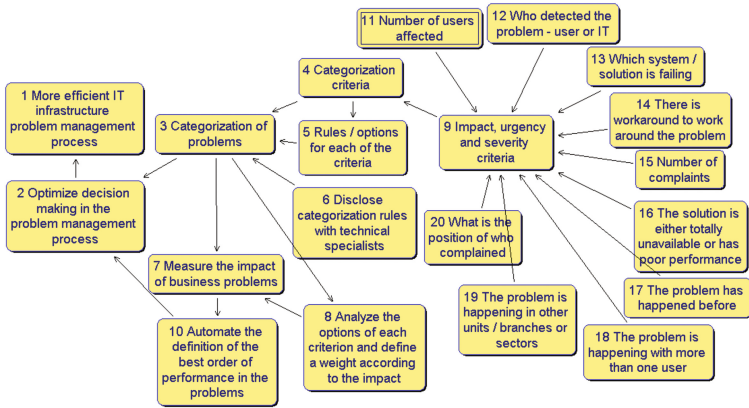 1 More efficient IT
infrastructure
problem management
process
2 Optimize decision
making in the
problem management
process
3 Categorization of
problems
4 Categorization
criteria
5 Rules / options
for each of the
criteria
6 Disclose
categorization rules
with technical
specialists
7 Measure the impact
of business problems
8 Analyze the
options of each
criterion and define
a weight according
to the impact
9 Impact, urgency
and severity
criteria
10 Automate the
definition of the
best order of
performance in the
problems
11 Number of users
affected
12 Who detected the
problem - user or IT
13 Which system /
solution is failing
14 There is
workaround to work
around the problem
15 Number of
complaints
16 The solution is
either totally
unavailable or has
poor performance
17 The problem has
happened before
18 The problem is
happening with more
than one user
19 The problem is
happening in other
units / branches or
sectors
20 What is the
position of who
complained